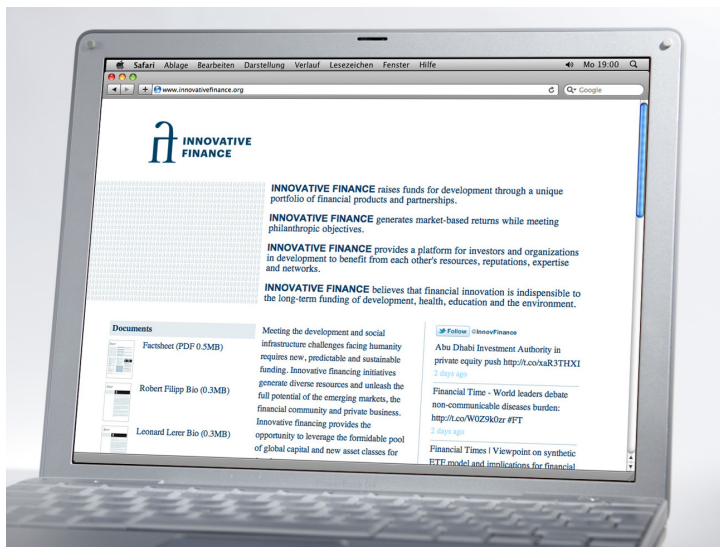 Safari Ablage Bearbeiten Darstellung Verlauf Lesezeichen Fenster Hilfe Mo 19:00
www.innovativefinance.org
Google
INNOVATIVE
FINANCE
INNOVATIVE FINANCE raises funds for development through a unique
portfolio of financial products and partnerships.
INNOVATIVE FINANCE generates market-based returns while meeting
philanthropic objectives.
INNOVATIVE FINANCE provides a platform for investors and organizations
in development to benefit from each other's resources, reputations, expertise
and networks.
INNOVATIVE FINANCE believes that financial innovation is indispensible to
the long-term funding of development, health, education and the environment.
Documents
Factsheet (PDF 0.5MB)
Robert Filipp Bio (0.3MB)
Leonard Lerer Bio (0.3MB)
Meeting the development and social
infrastructure challenges facing humanity
requires new, predictable and sustainable
funding. Innovative financing initiatives
generate diverse resources and unleash the
full potential of the emerging markets, the
financial community and private business.
Innovative financing provides the
opportunity to leverage the formidable pool
of global capital and new asset classes for
Follow @InnovFinance
Abu Dhabi Investment Authority in
private equity push http://t.co/xaR3THXI
2 days ago
Financial Time - World leaders debate
non-communicable diseases burden:
http://t.co/W0Z9k0zr #FT
2 days ago
Financial Times | Viewpoint on synthetic
ETF model and implications for financial